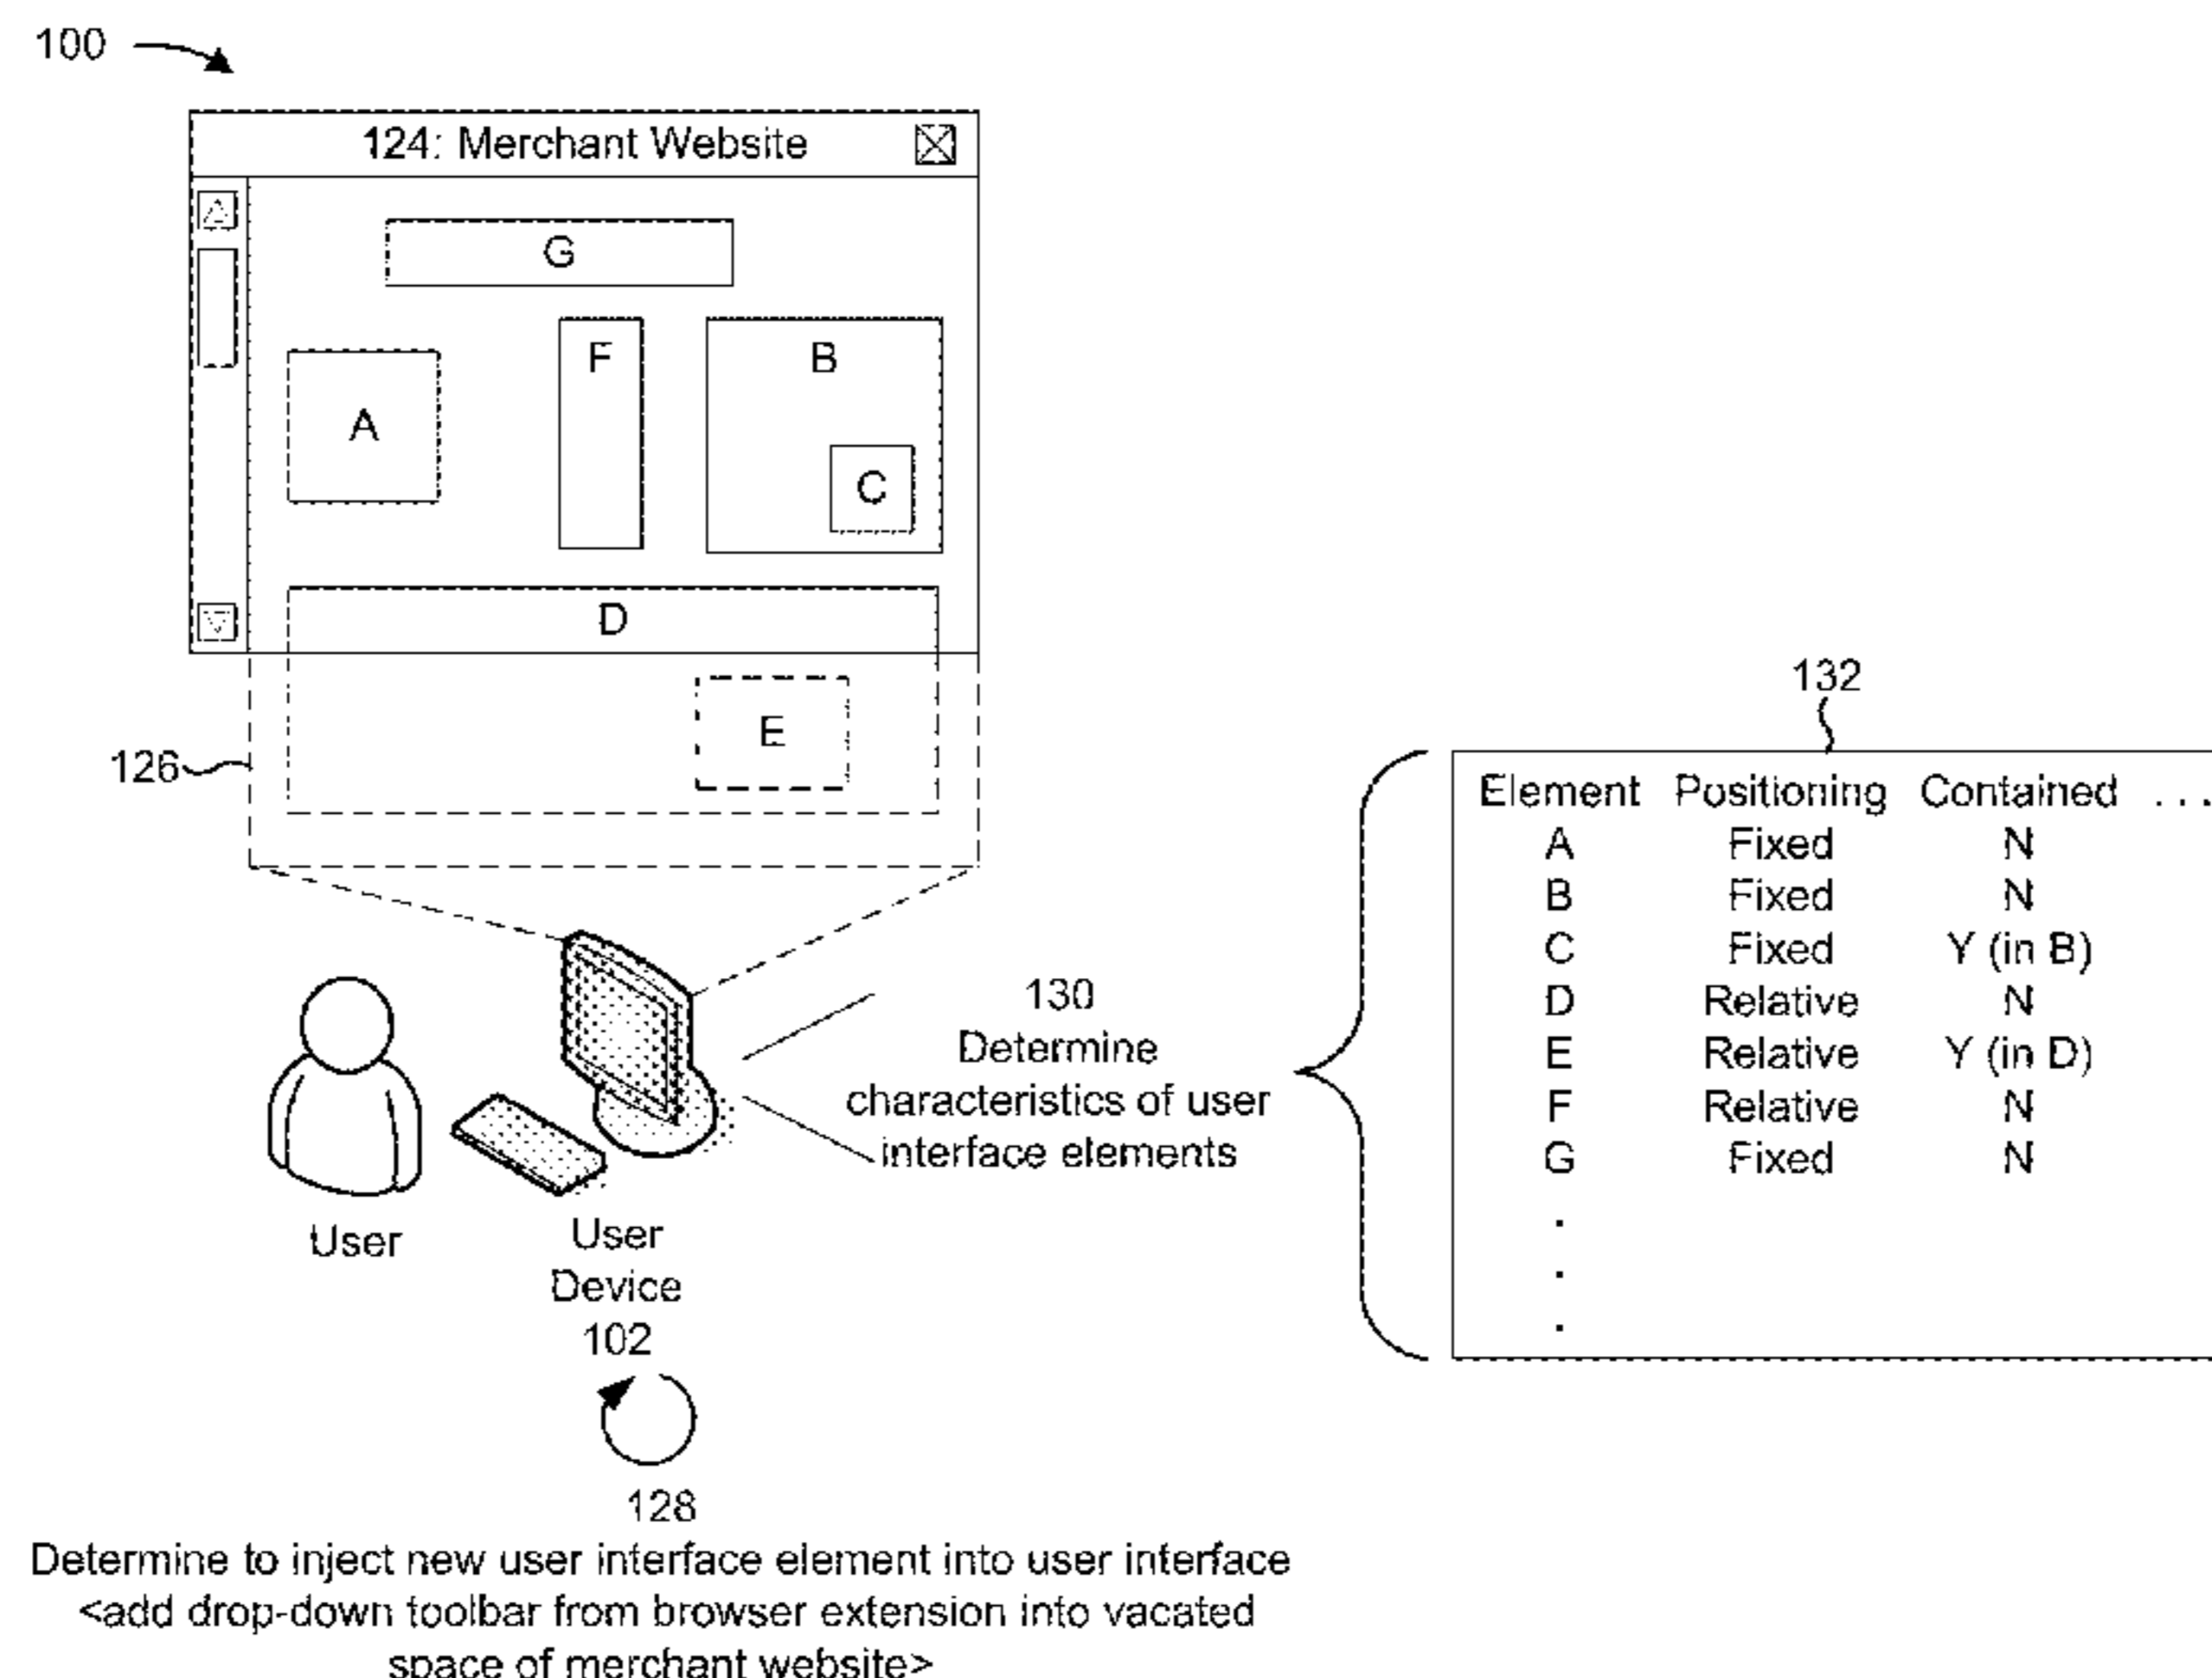 100
124: Merchant Website
G
F
B
A
C
D
E
126
132
Element Positioning Contained ...
A Fixed N
B Fixed N
C Fixed Y (in B)
D Relative N
E Relative Y (in D)
F Relative N
G Fixed N
.
.
.
130
Determine
characteristics of user
interface elements
User
User
Device
102
128
Determine to inject new user interface element into user interface
<add drop-down toolbar from browser extension into vacated
space of merchant website>